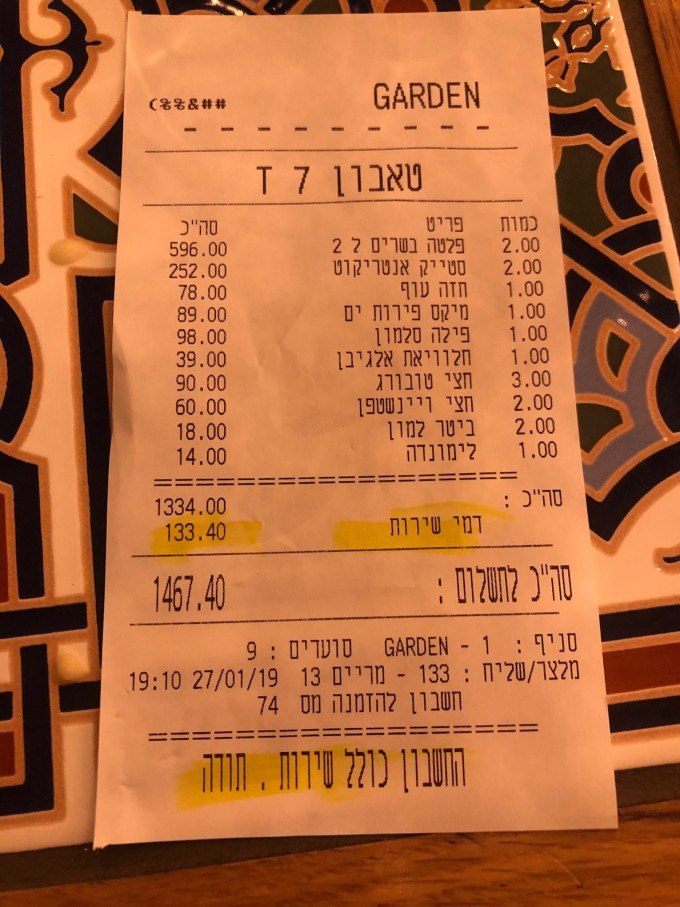 (%%&## GARDEN
- - - - - - - - -
טאבון T 7
כמות פריט סה"כ
2.00 פלטה בשרים ל 2 596.00
2.00 סטייק אנטריקוט 252.00
1.00 חזה עוף 78.00
1.00 מיקס פירות ים 89.00
1.00 פילה סלמון 98.00
1.00 חלוויאת אלגיבן 39.00
3.00 חצי טובורג 90.00
2.00 חצי ויינשטפן 60.00
2.00 ביטר למון 18.00
1.00 לימונדה 14.00
==============================
סה"כ : 1334.00
דמי שירות 133.40
סה"כ לתשלום : 1467.40
סניף : 1 - GARDEN סועדים : 9
מלצר/שליח : 133 - מריים 13 27/01/19 19:10
חשבון להזמנה מס 74
==============================
החשבון כולל שירות . תודה